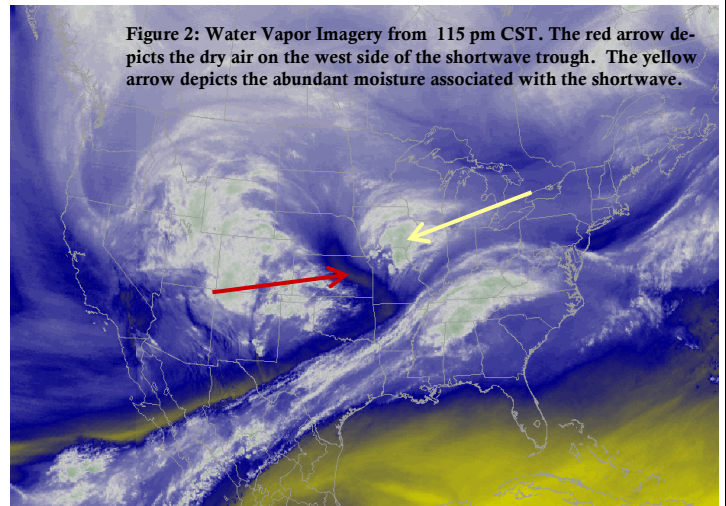 Figure 2: Water Vapor Imagery from 115 pm CST. The red arrow de-
picts the dry air on the west side of the shortwave trough. The yellow
arrow depicts the abundant moisture associated with the shortwave.